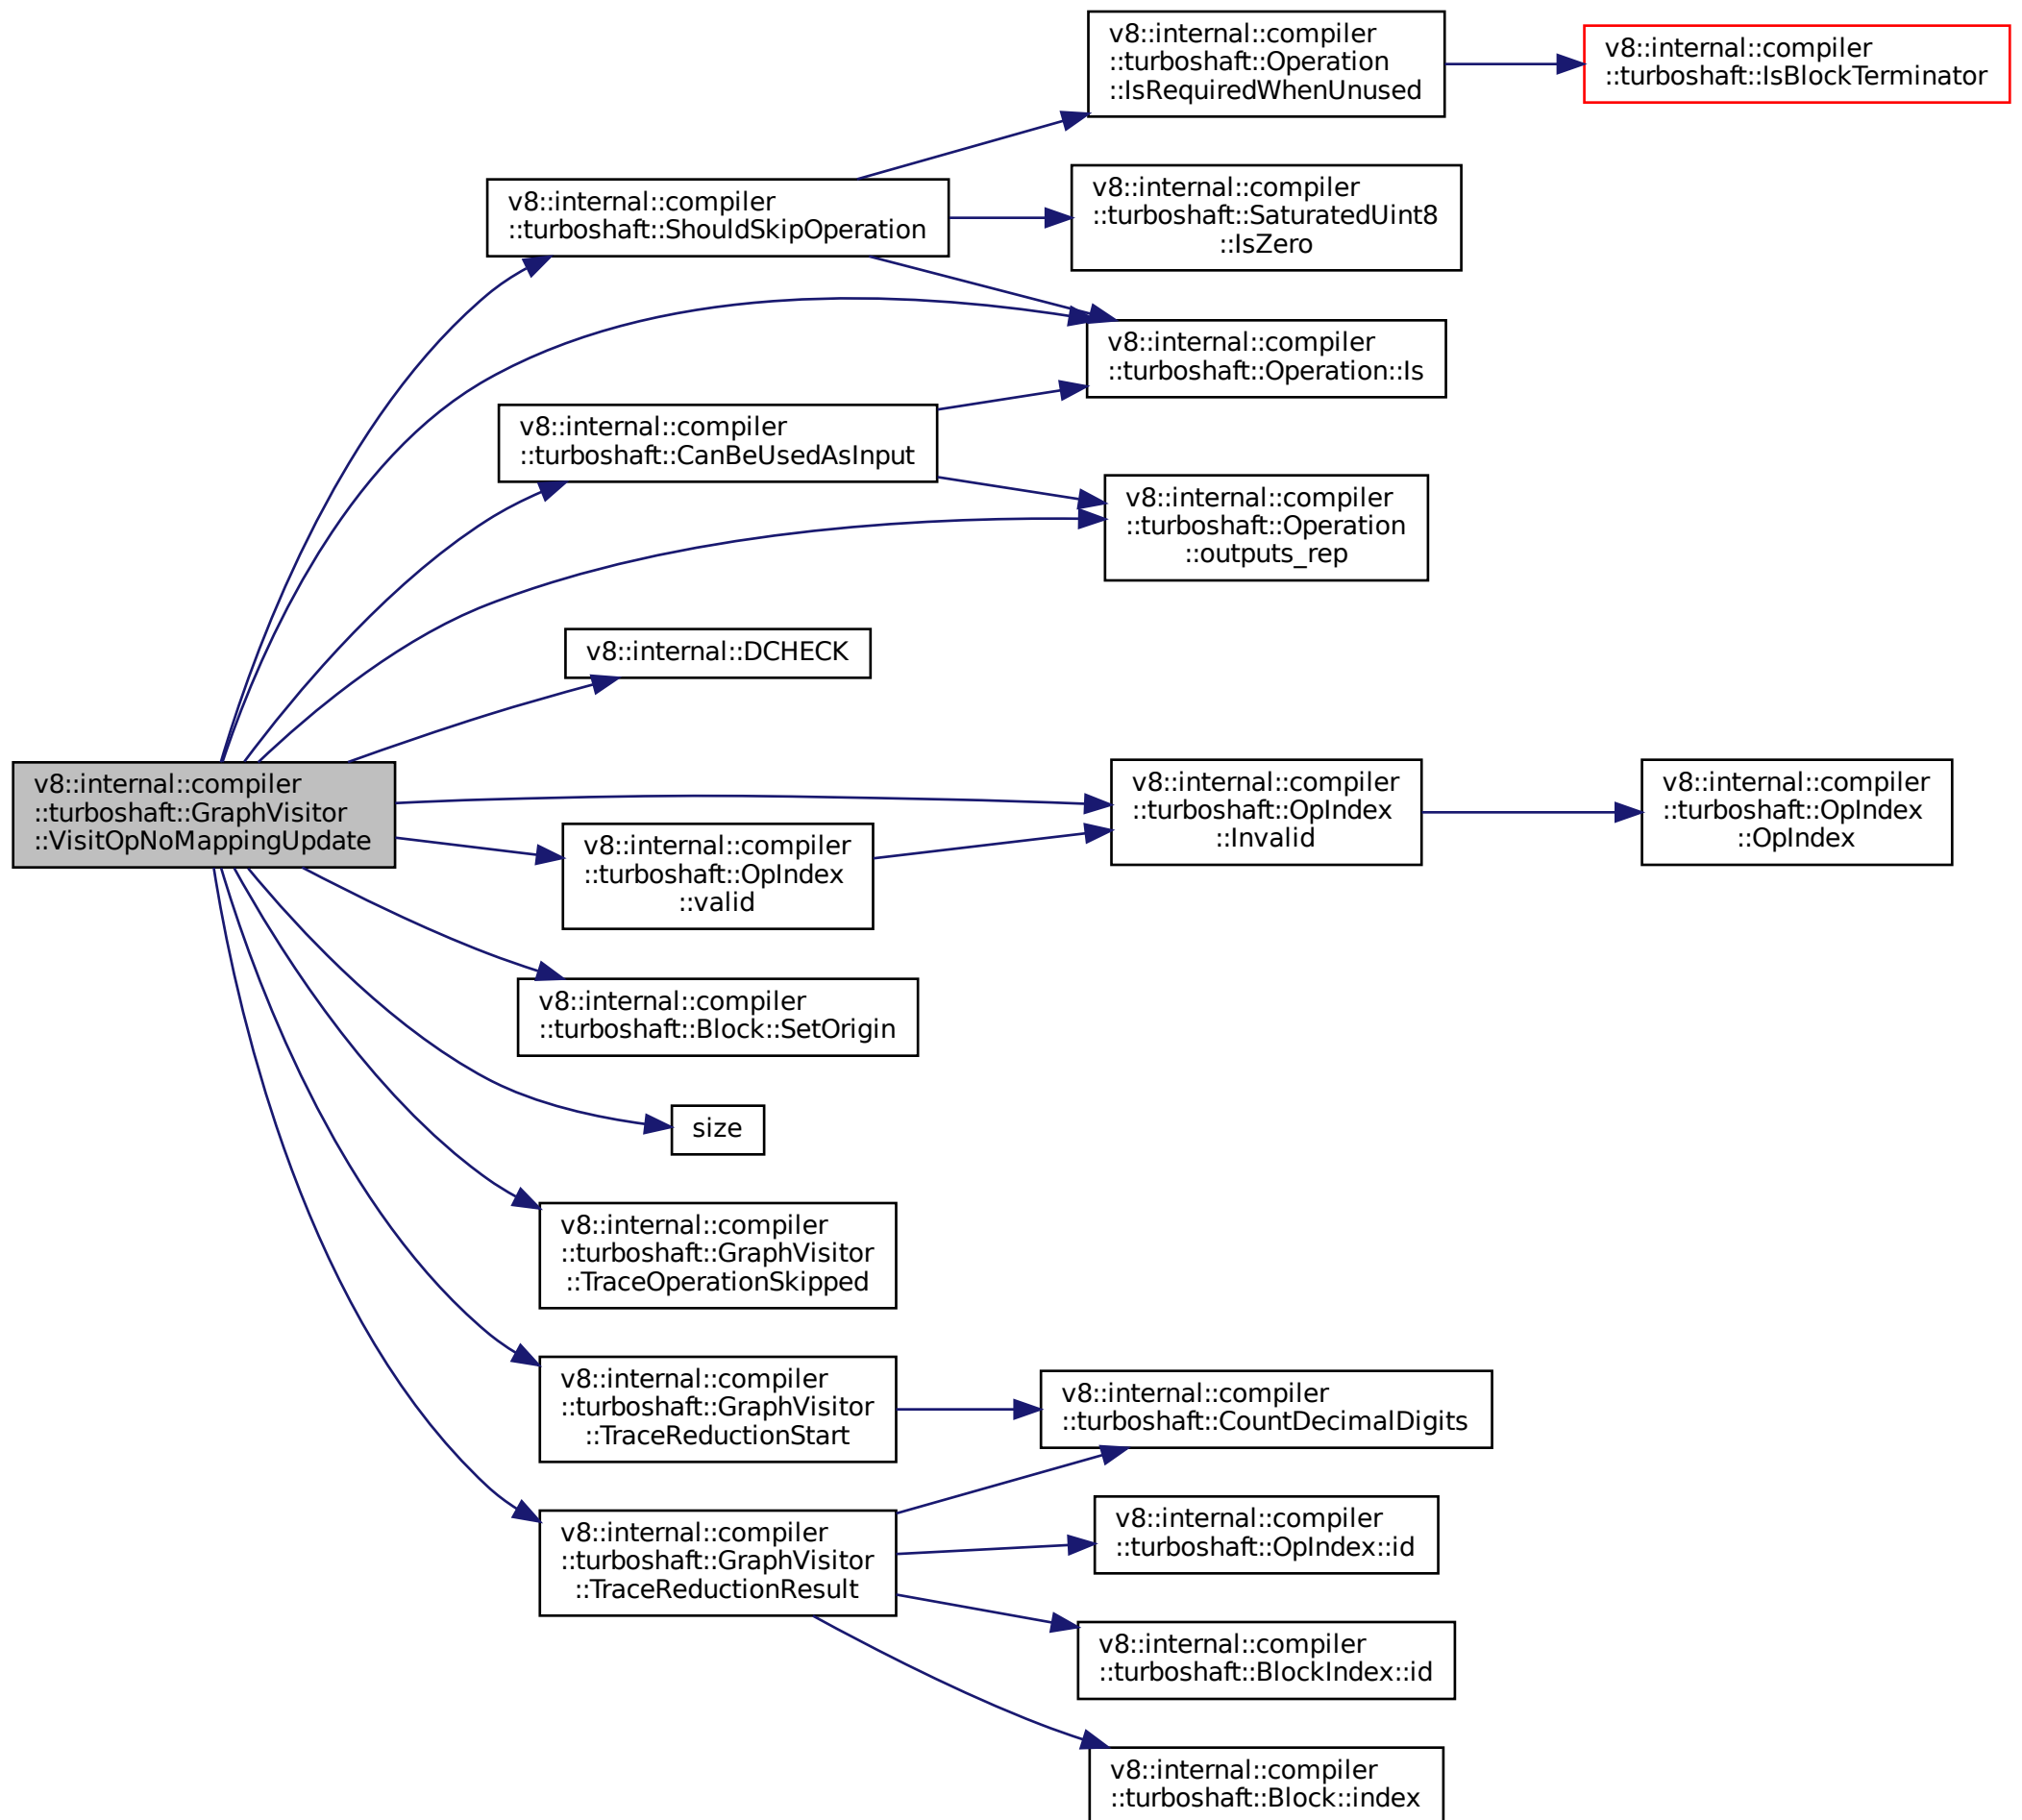 v8::internal::compiler
::turboshaft::Operation
::IsRequiredWhenUnused
v8::internal::compiler
::turboshaft::IsBlockTerminator
v8::internal::compiler
::turboshaft::ShouldSkipOperation
v8::internal::compiler
::turboshaft::SaturatedUint8
::IsZero
v8::internal::compiler
::turboshaft::Operation::Is
v8::internal::compiler
::turboshaft::CanBeUsedAsInput
v8::internal::compiler
::turboshaft::Operation
::outputs_rep
v8::internal::DCHECK
v8::internal::compiler
::turboshaft::GraphVisitor
::VisitOpNoMappingUpdate
v8::internal::compiler
::turboshaft::OpIndex
::Invalid
v8::internal::compiler
::turboshaft::OpIndex
::OpIndex
v8::internal::compiler
::turboshaft::OpIndex
::valid
v8::internal::compiler
::turboshaft::Block::SetOrigin
size
v8::internal::compiler
::turboshaft::GraphVisitor
::TraceOperationSkipped
v8::internal::compiler
::turboshaft::GraphVisitor
::TraceReductionStart
v8::internal::compiler
::turboshaft::CountDecimalDigits
v8::internal::compiler
::turboshaft::GraphVisitor
::TraceReductionResult
v8::internal::compiler
::turboshaft::OpIndex::id
v8::internal::compiler
::turboshaft::BlockIndex::id
v8::internal::compiler
::turboshaft::Block::index